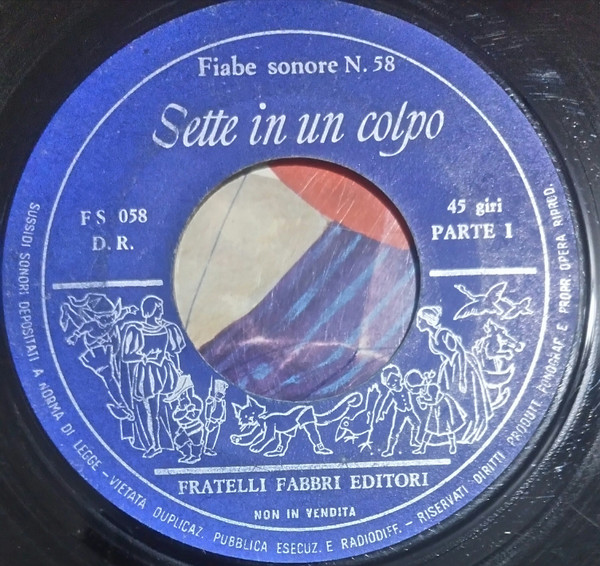 Fiabe sonore N. 58
Sette in un colpo
FS 058
D. R.
45 giri
PARTE I
FRATELLI FABBRI EDITORI
NON IN VENDITA
SUSSIDI SONORI DEPOSITATI A NORMA DI LEGGE - VIETATA DUPLICAZ. PUBBLICA ESECUZ. E RADIODIFF. - RISERVATI DIRITTI PRODUTT. FONOGRAF. E PROPR. OPERA RIPROD.